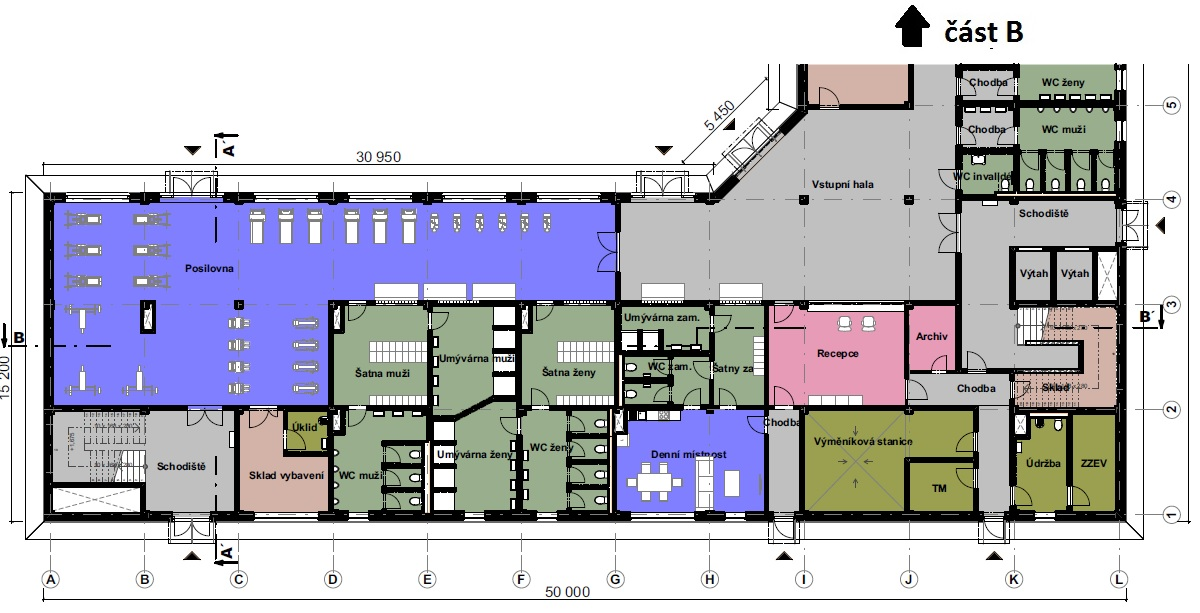 část B
5
Chodba
WC ženy
5 450
Chodba
WC muži
A´
30 950
WC invalidé
Vstupní hala
4
Schodiště
Posilovna
Výtah
Výtah
3
B
B´
Umývárna zam.
Umývárna muži
Recepce
Archiv
Šatna muži
Šatna ženy
WC zam.
Šatny za
15 200
Chodba
Sklad
2
Úklid
Chodba
Výměníková stanice
Schodiště
Sklad vybavení
WC muži
Umývárna ženy
WC ženy
Denní místnost
TM
Údržba
ZZEV
1
A´
A
B
C
D
E
F
G
H
I
J
K
L
50 000